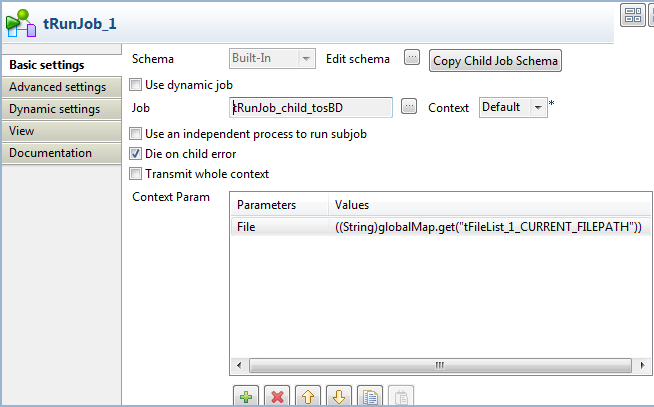 tRunJob_1
Basic settings
Advanced settings
Dynamic settings
View
Documentation
Schema Built-In Edit schema ... Copy Child Job Schema
Use dynamic job
Job tRunJob_child_tosBD ... Context Default *
Use an independent process to run subjob
Die on child error
Transmit whole context
Context Param
Parameters Values
File ((String)globalMap.get("tFileList_1_CURRENT_FILEPATH"))